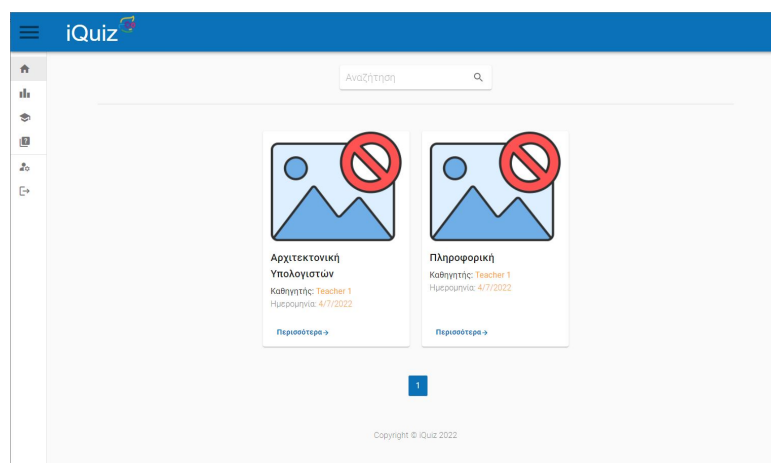 iQuiz
Αναζήτηση
Αρχιτεκτονική
Υπολογιστών
Καθηγητής: Teacher 1
Ημερομηνία: 4/7/2022
Περισσότερα→
Πληροφορική
Καθηγητής: Teacher 1
Ημερομηνία: 4/7/2022
Περισσότερα→
1
Copyright © iQuiz 2022